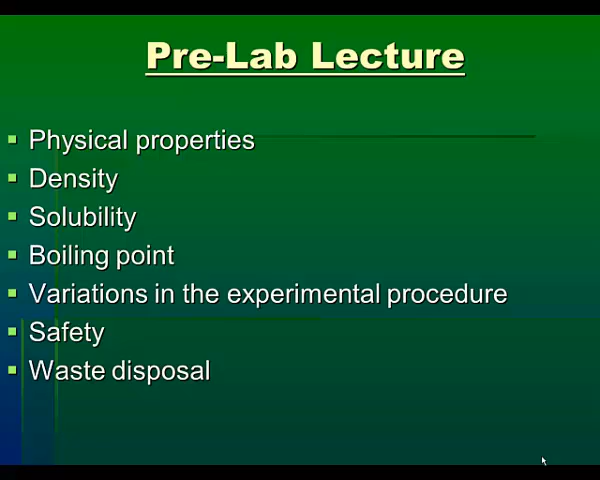 Pre-Lab Lecture
Physical properties
Density
Solubility
Boiling point
Variations in the experimental procedure
Safety
Waste disposal